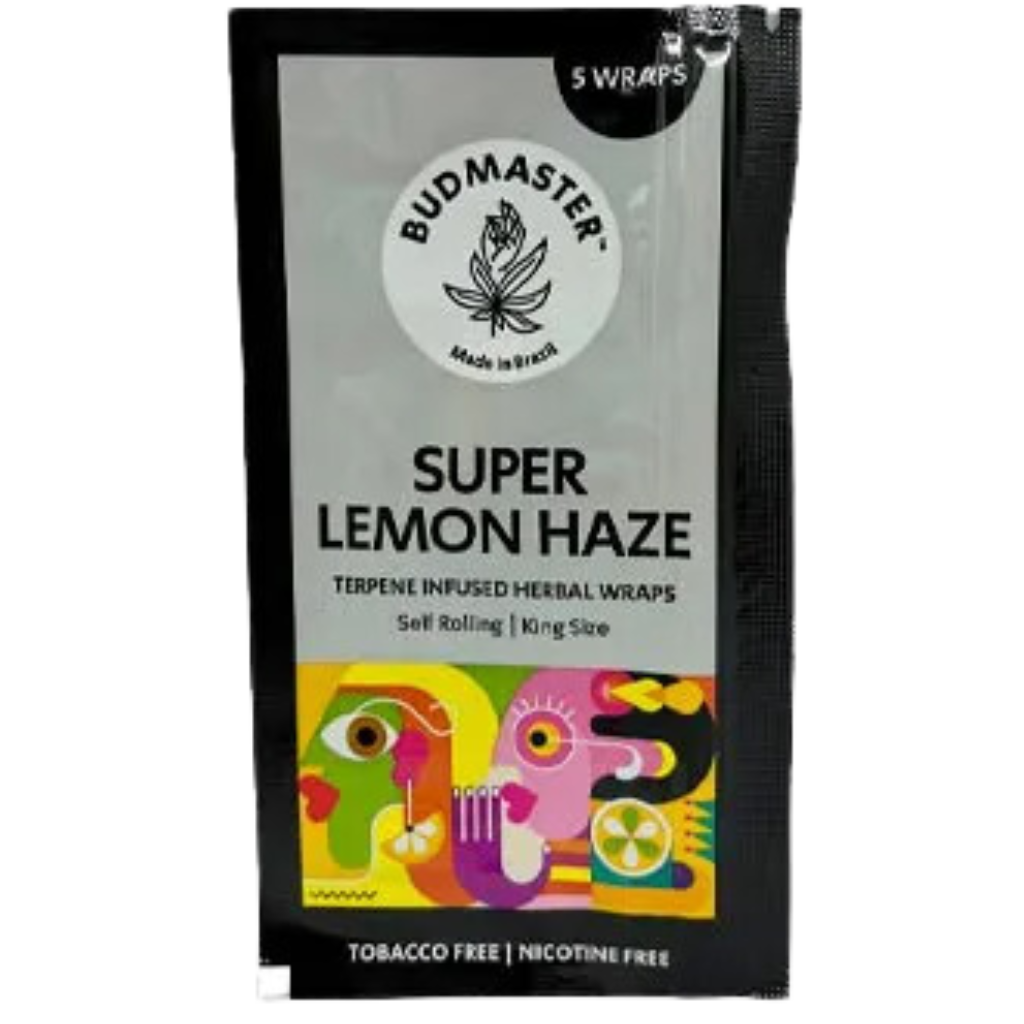 5 WRAPS
BUDMASTER™
Made in Brazil
SUPER
LEMON HAZE
TERPENE INFUSED HERBAL WRAPS
Self Rolling | King Size
TOBACCO FREE | NICOTINE FREE